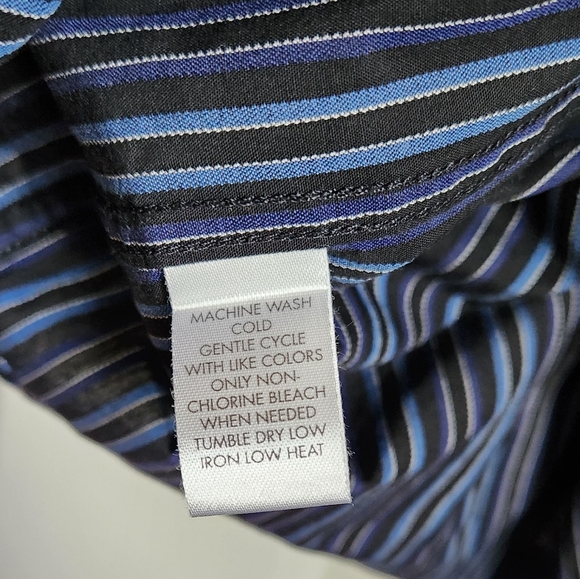 MACHINE WASH
COLD
GENTLE CYCLE
WITH LIKE COLORS
ONLY NON-
CHLORINE BLEACH
WHEN NEEDED
TUMBLE DRY LOW
IRON LOW HEAT